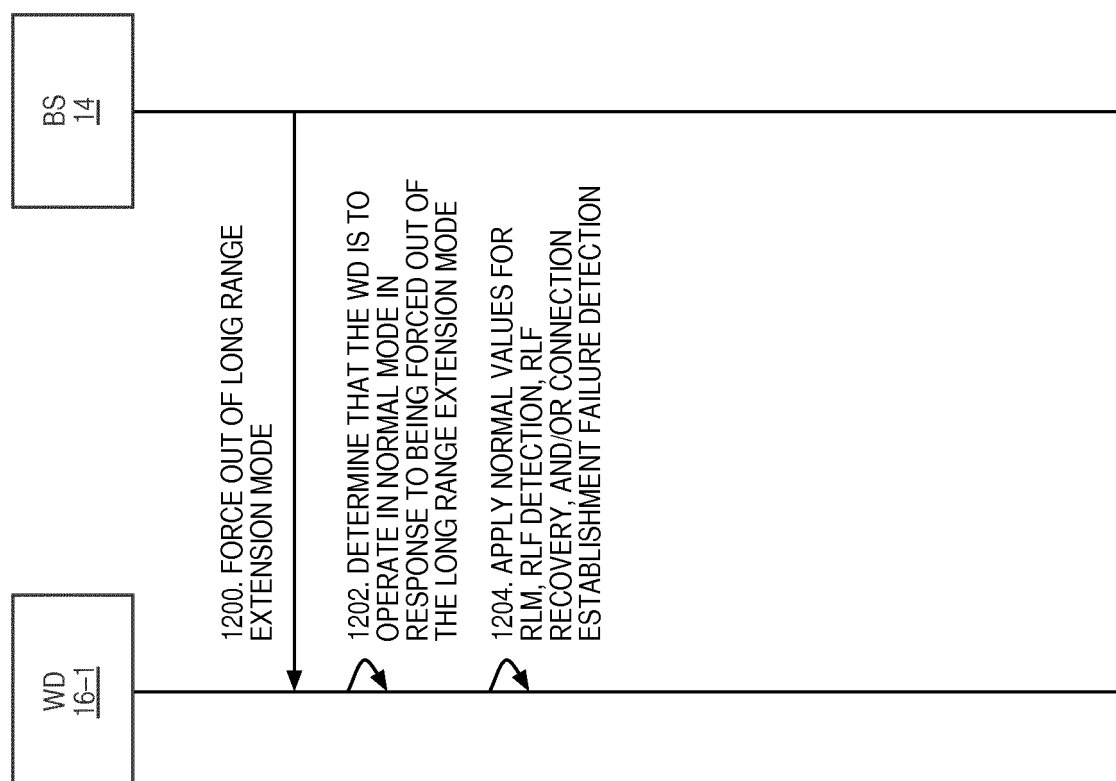 WD
16-1
BS
14
1200. FORCE OUT OF LONG RANGE
EXTENSION MODE
1202. DETERMINE THAT THE WD IS TO
OPERATE IN NORMAL MODE IN
RESPONSE TO BEING FORCED OUT OF
THE LONG RANGE EXTENSION MODE
1204. APPLY NORMAL VALUES FOR
RLM, RLF DETECTION, RLF
RECOVERY, AND/OR CONNECTION
ESTABLISHMENT FAILURE DETECTION